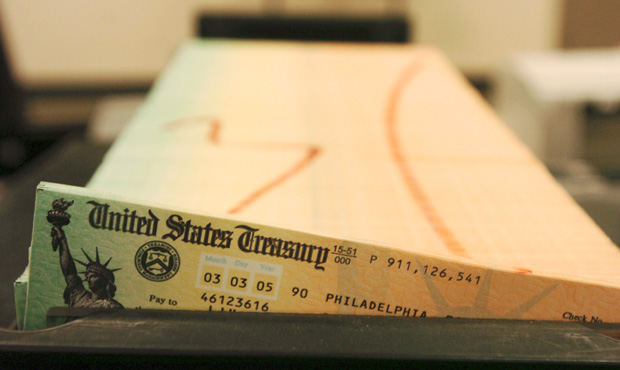 United States Treasury 15-51 000 P 911,126,541
Month Day Year
03 03 05
Pay to 46123616 90 PHILADELPHIA,
Check No.